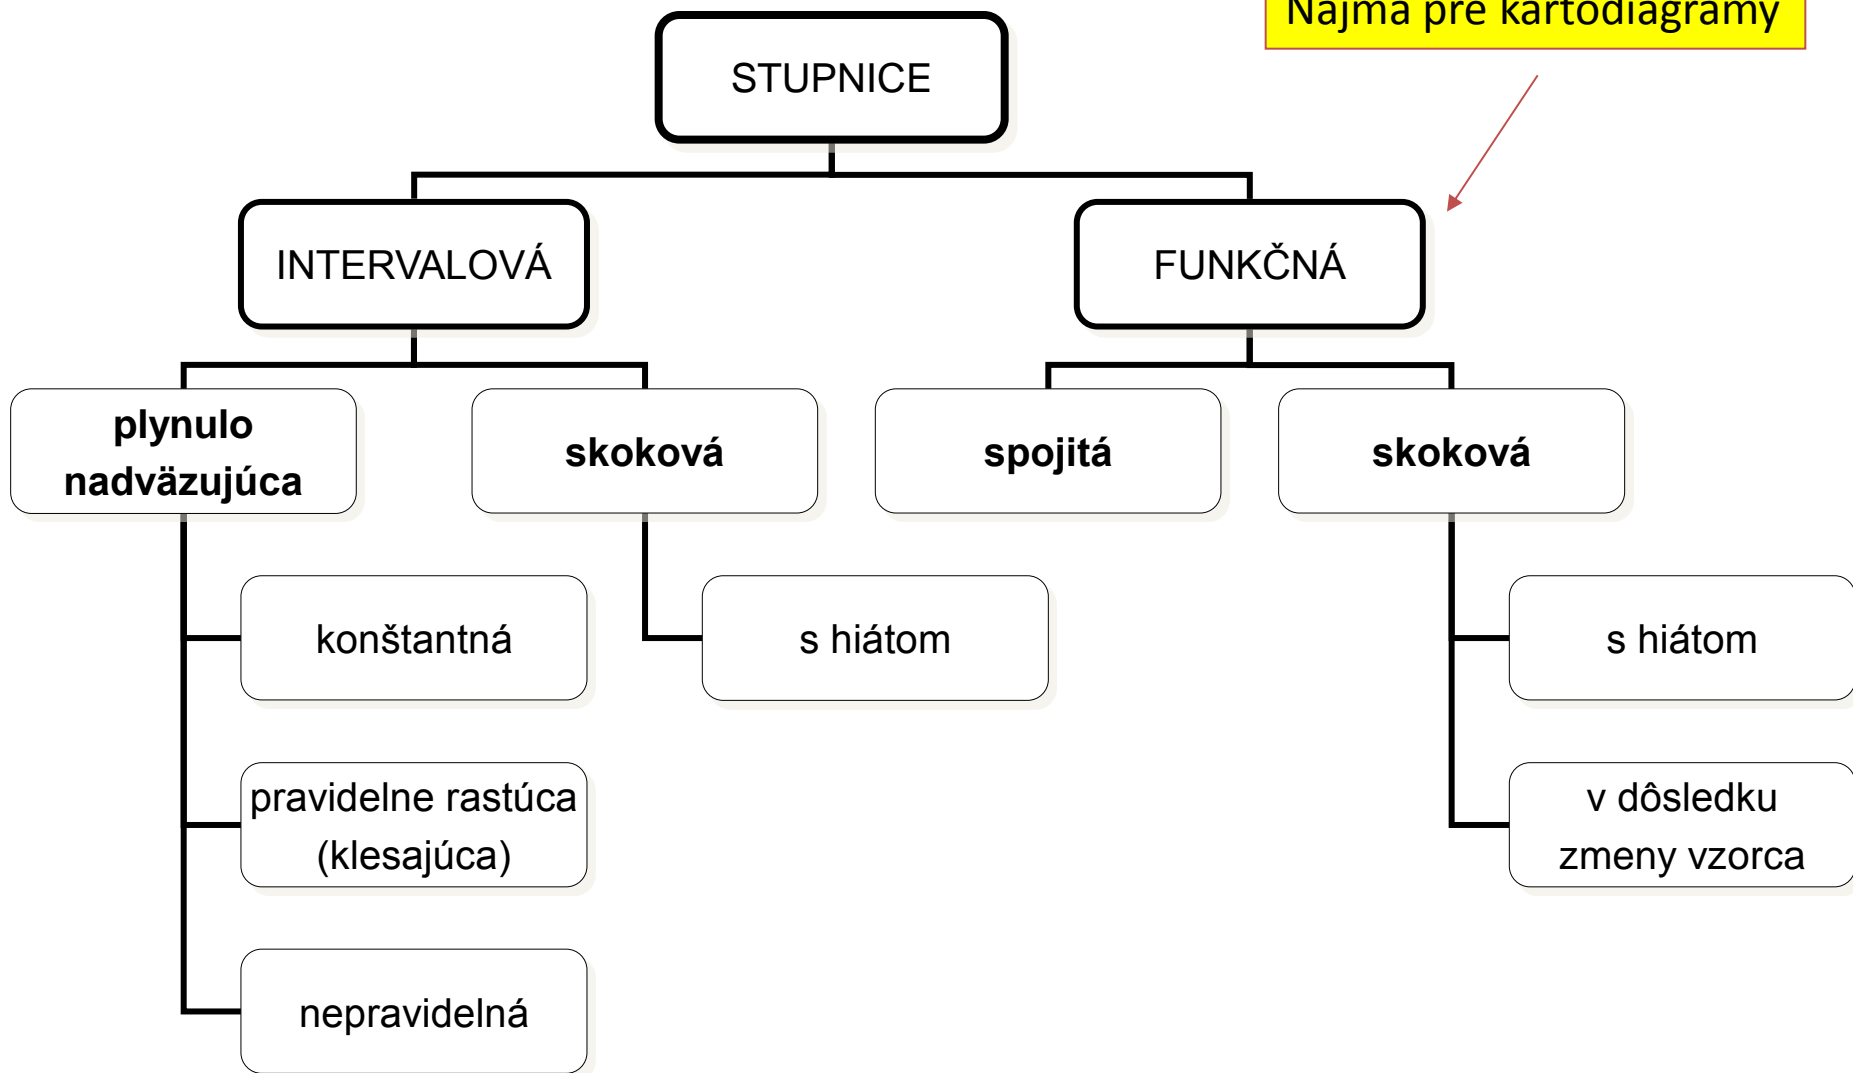 Najmä pre kartodiagramy
STUPNICE
INTERVALOVÁ
FUNKČNÁ
plynulo
nadväzujúca
skoková
spojitá
skoková
konštantná
s hiátom
s hiátom
pravidelne rastúca
(klesajúca)
v dôsledku
zmeny vzorca
nepravidelná